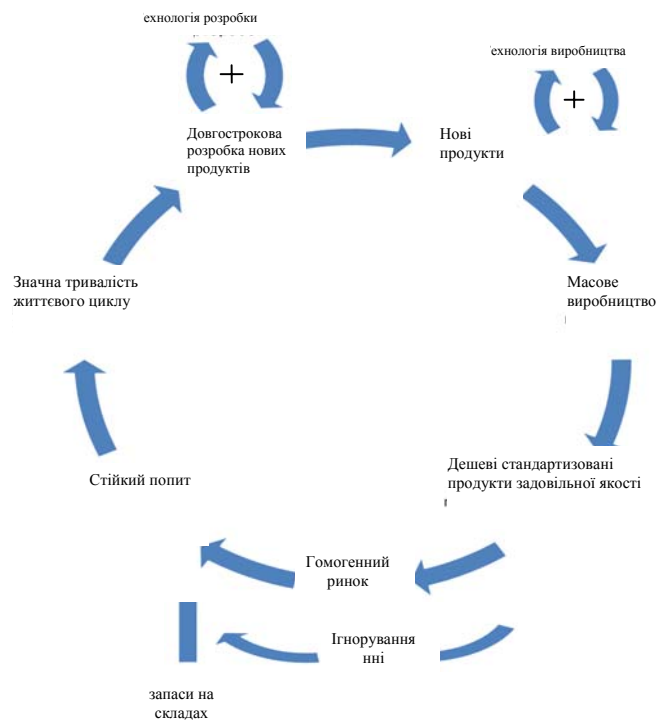 ехнологія розробки
ехнологія виробництва
Довгострокова
розробка нових
продуктів
Нові
продукти
Значна тривалість
життєвого циклу
Масове
виробництво
Стійкий попит
Дешеві стандартизовані
продукти задовільної якості
Гомогенний
ринок
Ігнорування
нні
запаси на
складах